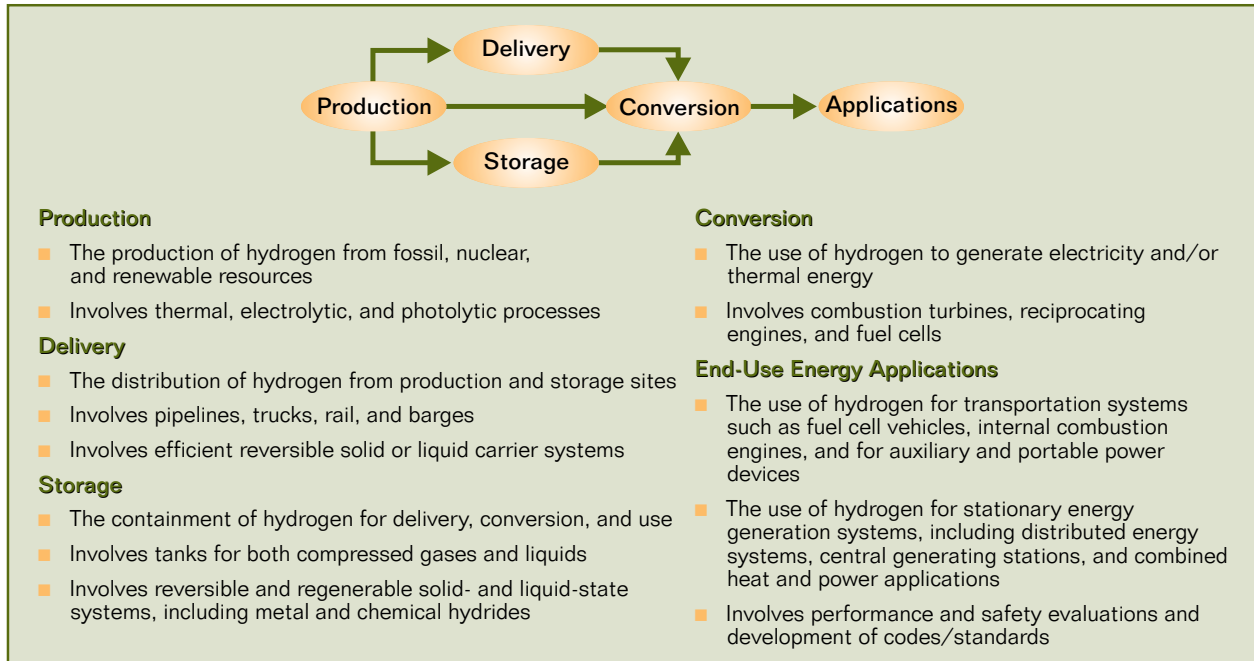 Delivery
Production
Conversion
Applications
Storage
Production
■ The production of hydrogen from fossil, nuclear,
and renewable resources
■ Involves thermal, electrolytic, and photolytic processes
Delivery
■ The distribution of hydrogen from production and storage sites
■ Involves pipelines, trucks, rail, and barges
■ Involves efficient reversible solid or liquid carrier systems
Storage
■ The containment of hydrogen for delivery, conversion, and use
■ Involves tanks for both compressed gases and liquids
■ Involves reversible and regenerable solid- and liquid-state
systems, including metal and chemical hydrides
Conversion
■ The use of hydrogen to generate electricity and/or
thermal energy
■ Involves combustion turbines, reciprocating
engines, and fuel cells
End-Use Energy Applications
■ The use of hydrogen for transportation systems
such as fuel cell vehicles, internal combustion
engines, and for auxiliary and portable power
devices
■ The use of hydrogen for stationary energy
generation systems, including distributed energy
systems, central generating stations, and combined
heat and power applications
■ Involves performance and safety evaluations and
development of codes/standards